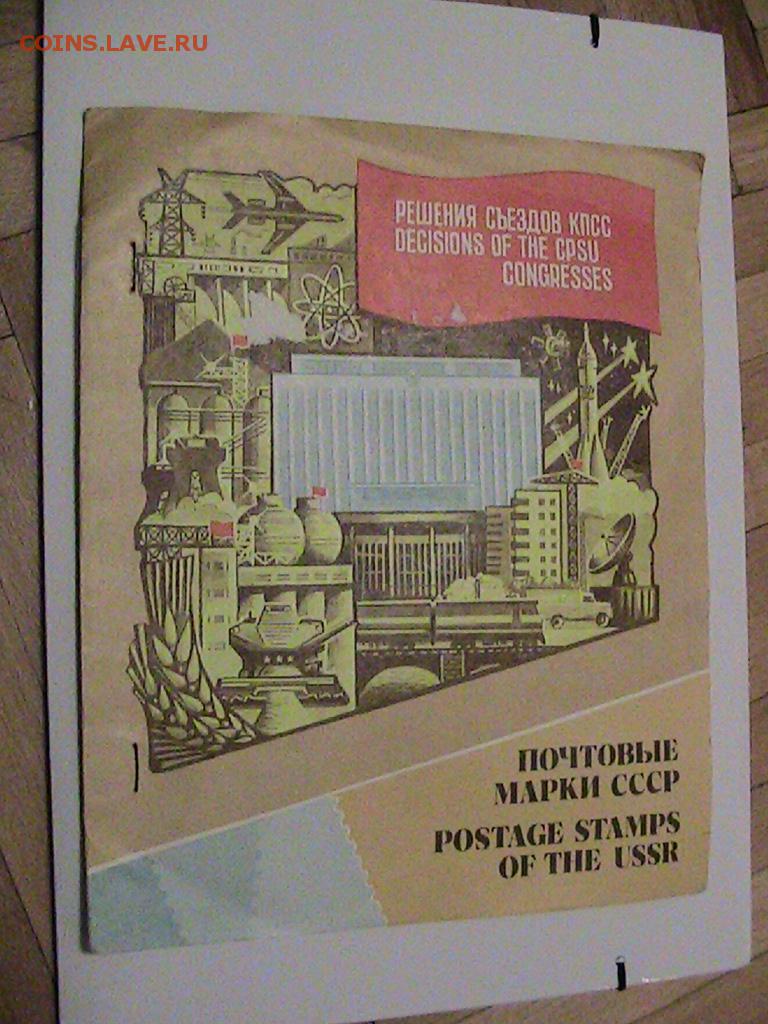 COINS.LAVE.RU
РЕШЕНИЯ СЪЕЗДОВ КПСС
DECISIONS OF THE CPSU
CONGRESSES
ПОЧТОВЫЕ
МАРКИ СССР
POSTAGE STAMPS
OF THE USSR